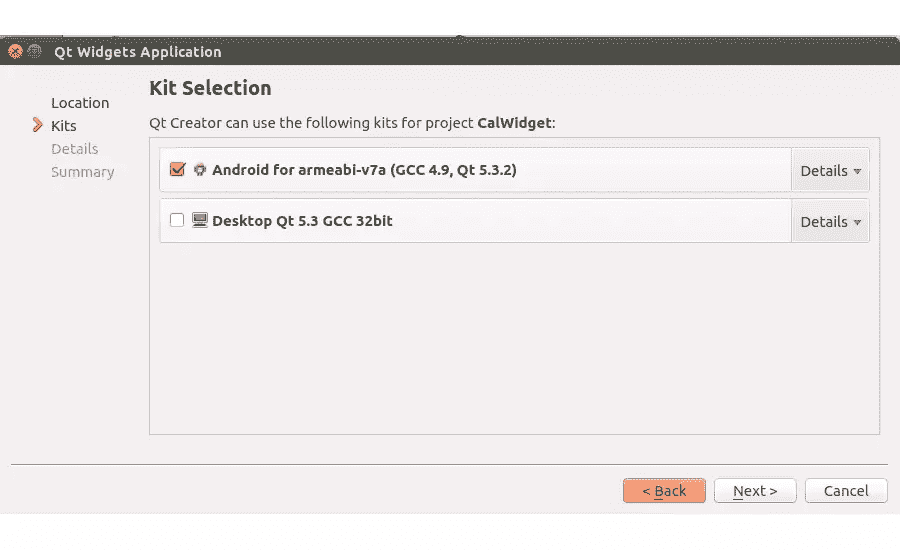 Qt Widgets Application
Location
Kits
Details
Summary
Kit Selection
Qt Creator can use the following kits for project CalWidget:
Android for armeabi-v7a (GCC 4.9, Qt 5.3.2)
Details
Desktop Qt 5.3 GCC 32bit
Details
< Back
Next >
Cancel